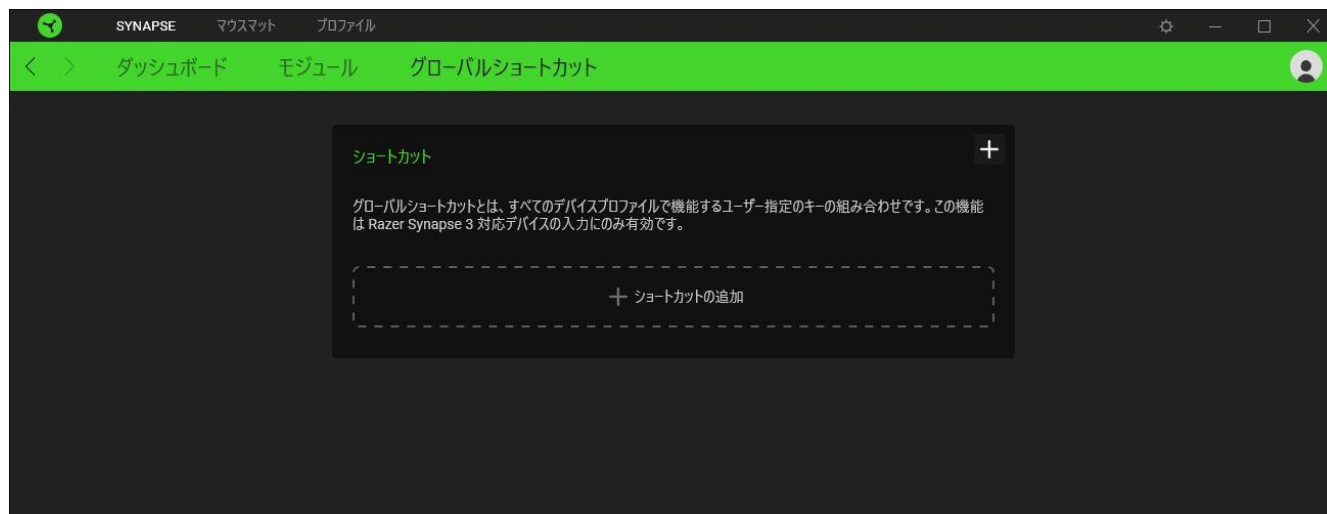 SYNAPSE マウスマット プロファイル
ダッシュボード モジュール グローバルショートカット
ショートカット
グローバルショートカットとは、すべてのデバイスプロファイルで機能するユーザー指定のキーの組み合わせです。この機能
は Razer Synapse 3 対応デバイスの入力にのみ有効です。
ショートカットの追加